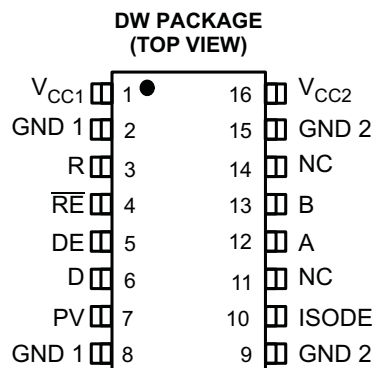 DW PACKAGE
(TOP VIEW)
VCC1 1 16 VCC2
GND 1 2 15 GND 2
R 3 14 NC
R̅E̅ 4 13 B
DE 5 12 A
D 6 11 NC
PV 7 10 ISODE
GND 1 8 9 GND 2